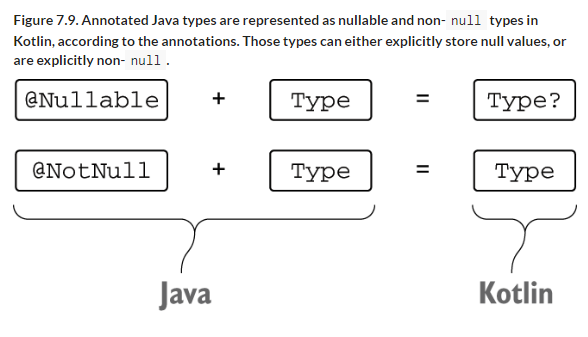 Figure 7.9. Annotated Java types are represented as nullable and non- null types in
Kotlin, according to the annotations. Those types can either explicitly store null values, or
are explicitly non- null .
@Nullable + Type = Type?
@NotNull + Type = Type
Java Kotlin